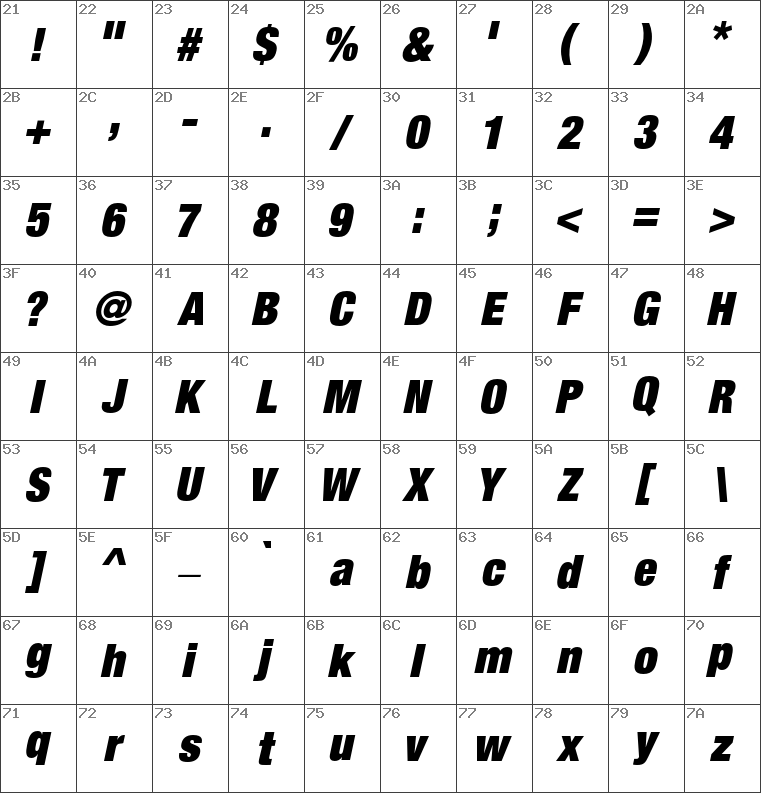 21 22 23 24 25 26 27 28 29 2A
! " # $ % & ' ( ) *
2B 2C 2D 2E 2F 30 31 32 33 34
+ , - . / 0 1 2 3 4
35 36 37 38 39 3A 3B 3C 3D 3E
5 6 7 8 9 : ; < = >
3F 40 41 42 43 44 45 46 47 48
? @ A B C D E F G H
49 4A 4B 4C 4D 4E 4F 50 51 52
I J K L M N O P Q R
53 54 55 56 57 58 59 5A 5B 5C
S T U V W X Y Z [ \
5D 5E 5F 60 61 62 63 64 65 66
] ^ _ ` a b c d e f
67 68 69 6A 6B 6C 6D 6E 6F 70
g h i j k l m n o p
71 72 73 74 75 76 77 78 79 7A
q r s t u v w x y z